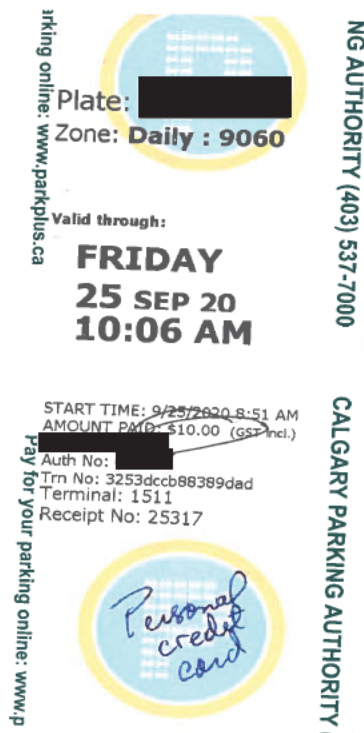 arking online: www.parkplus.ca
NG AUTHORITY (403) 537-7000
Plate:
Zone: Daily : 9060
Valid through:
FRIDAY
25 SEP 20
10:06 AM
START TIME: 9/25/2020 8:51 AM
AMOUNT PAID: $10.00 (GST incl.)
Auth No:
Trn No: 3253dccb88389dad
Terminal: 1511
Receipt No: 25317
Pay for your parking online: www.p
CALGARY PARKING AUTHORITY
Personal
credit
card